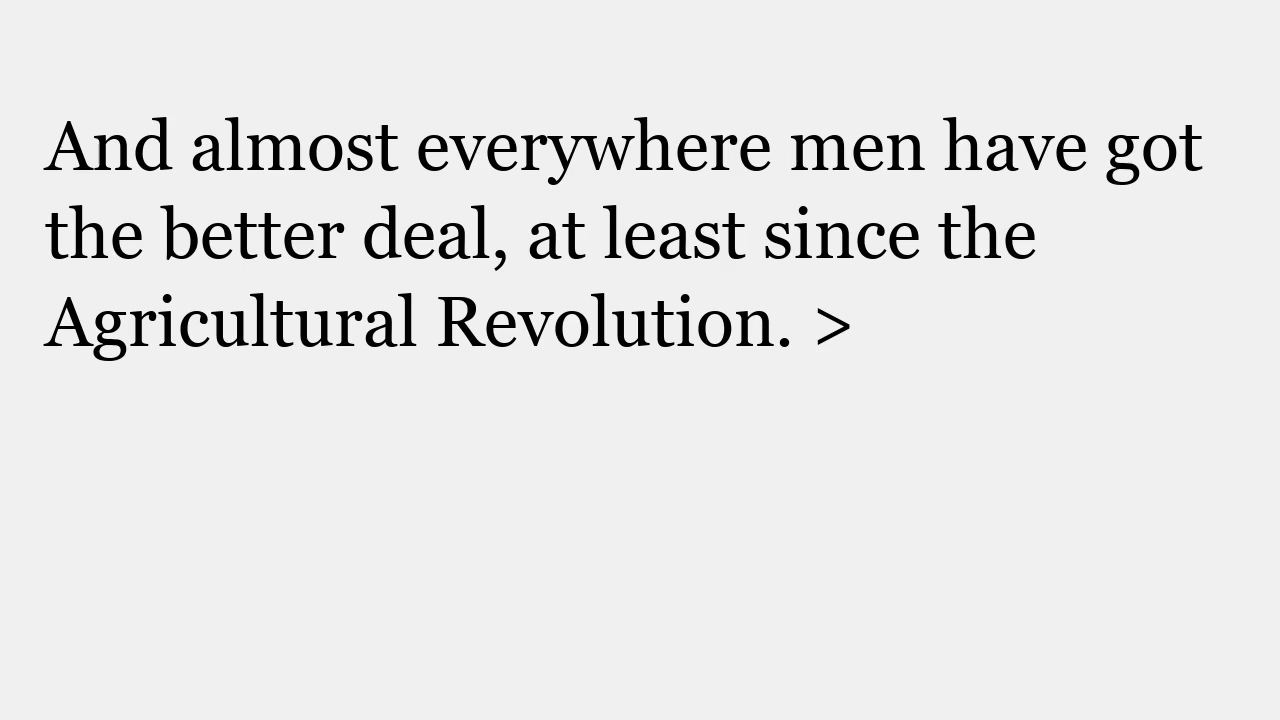 And almost everywhere men have got
the better deal, at least since the
Agricultural Revolution. >